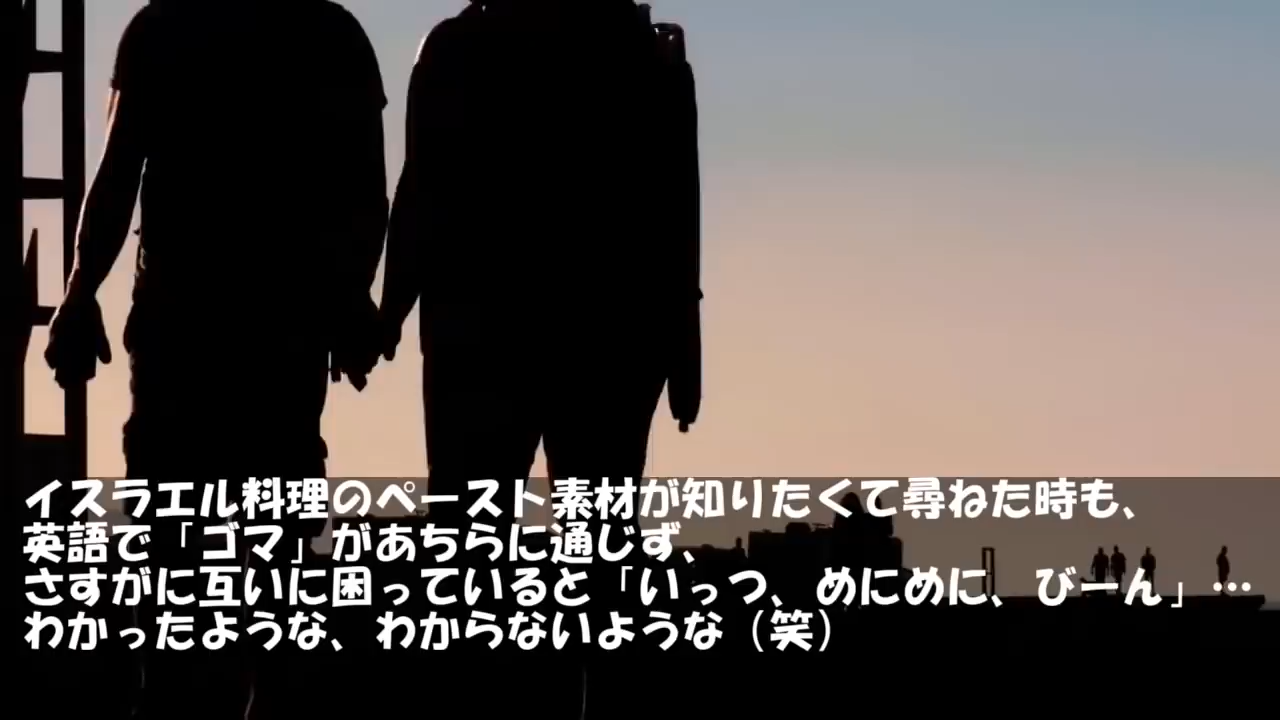 イスラエル料理のペースト素材が知りたくて尋ねた時も、
英語で「ゴマ」があちらに通じず、
さすがに互いに困っていると「いっつ、めにめに、びーん」…
わかったような、わからないような（笑）